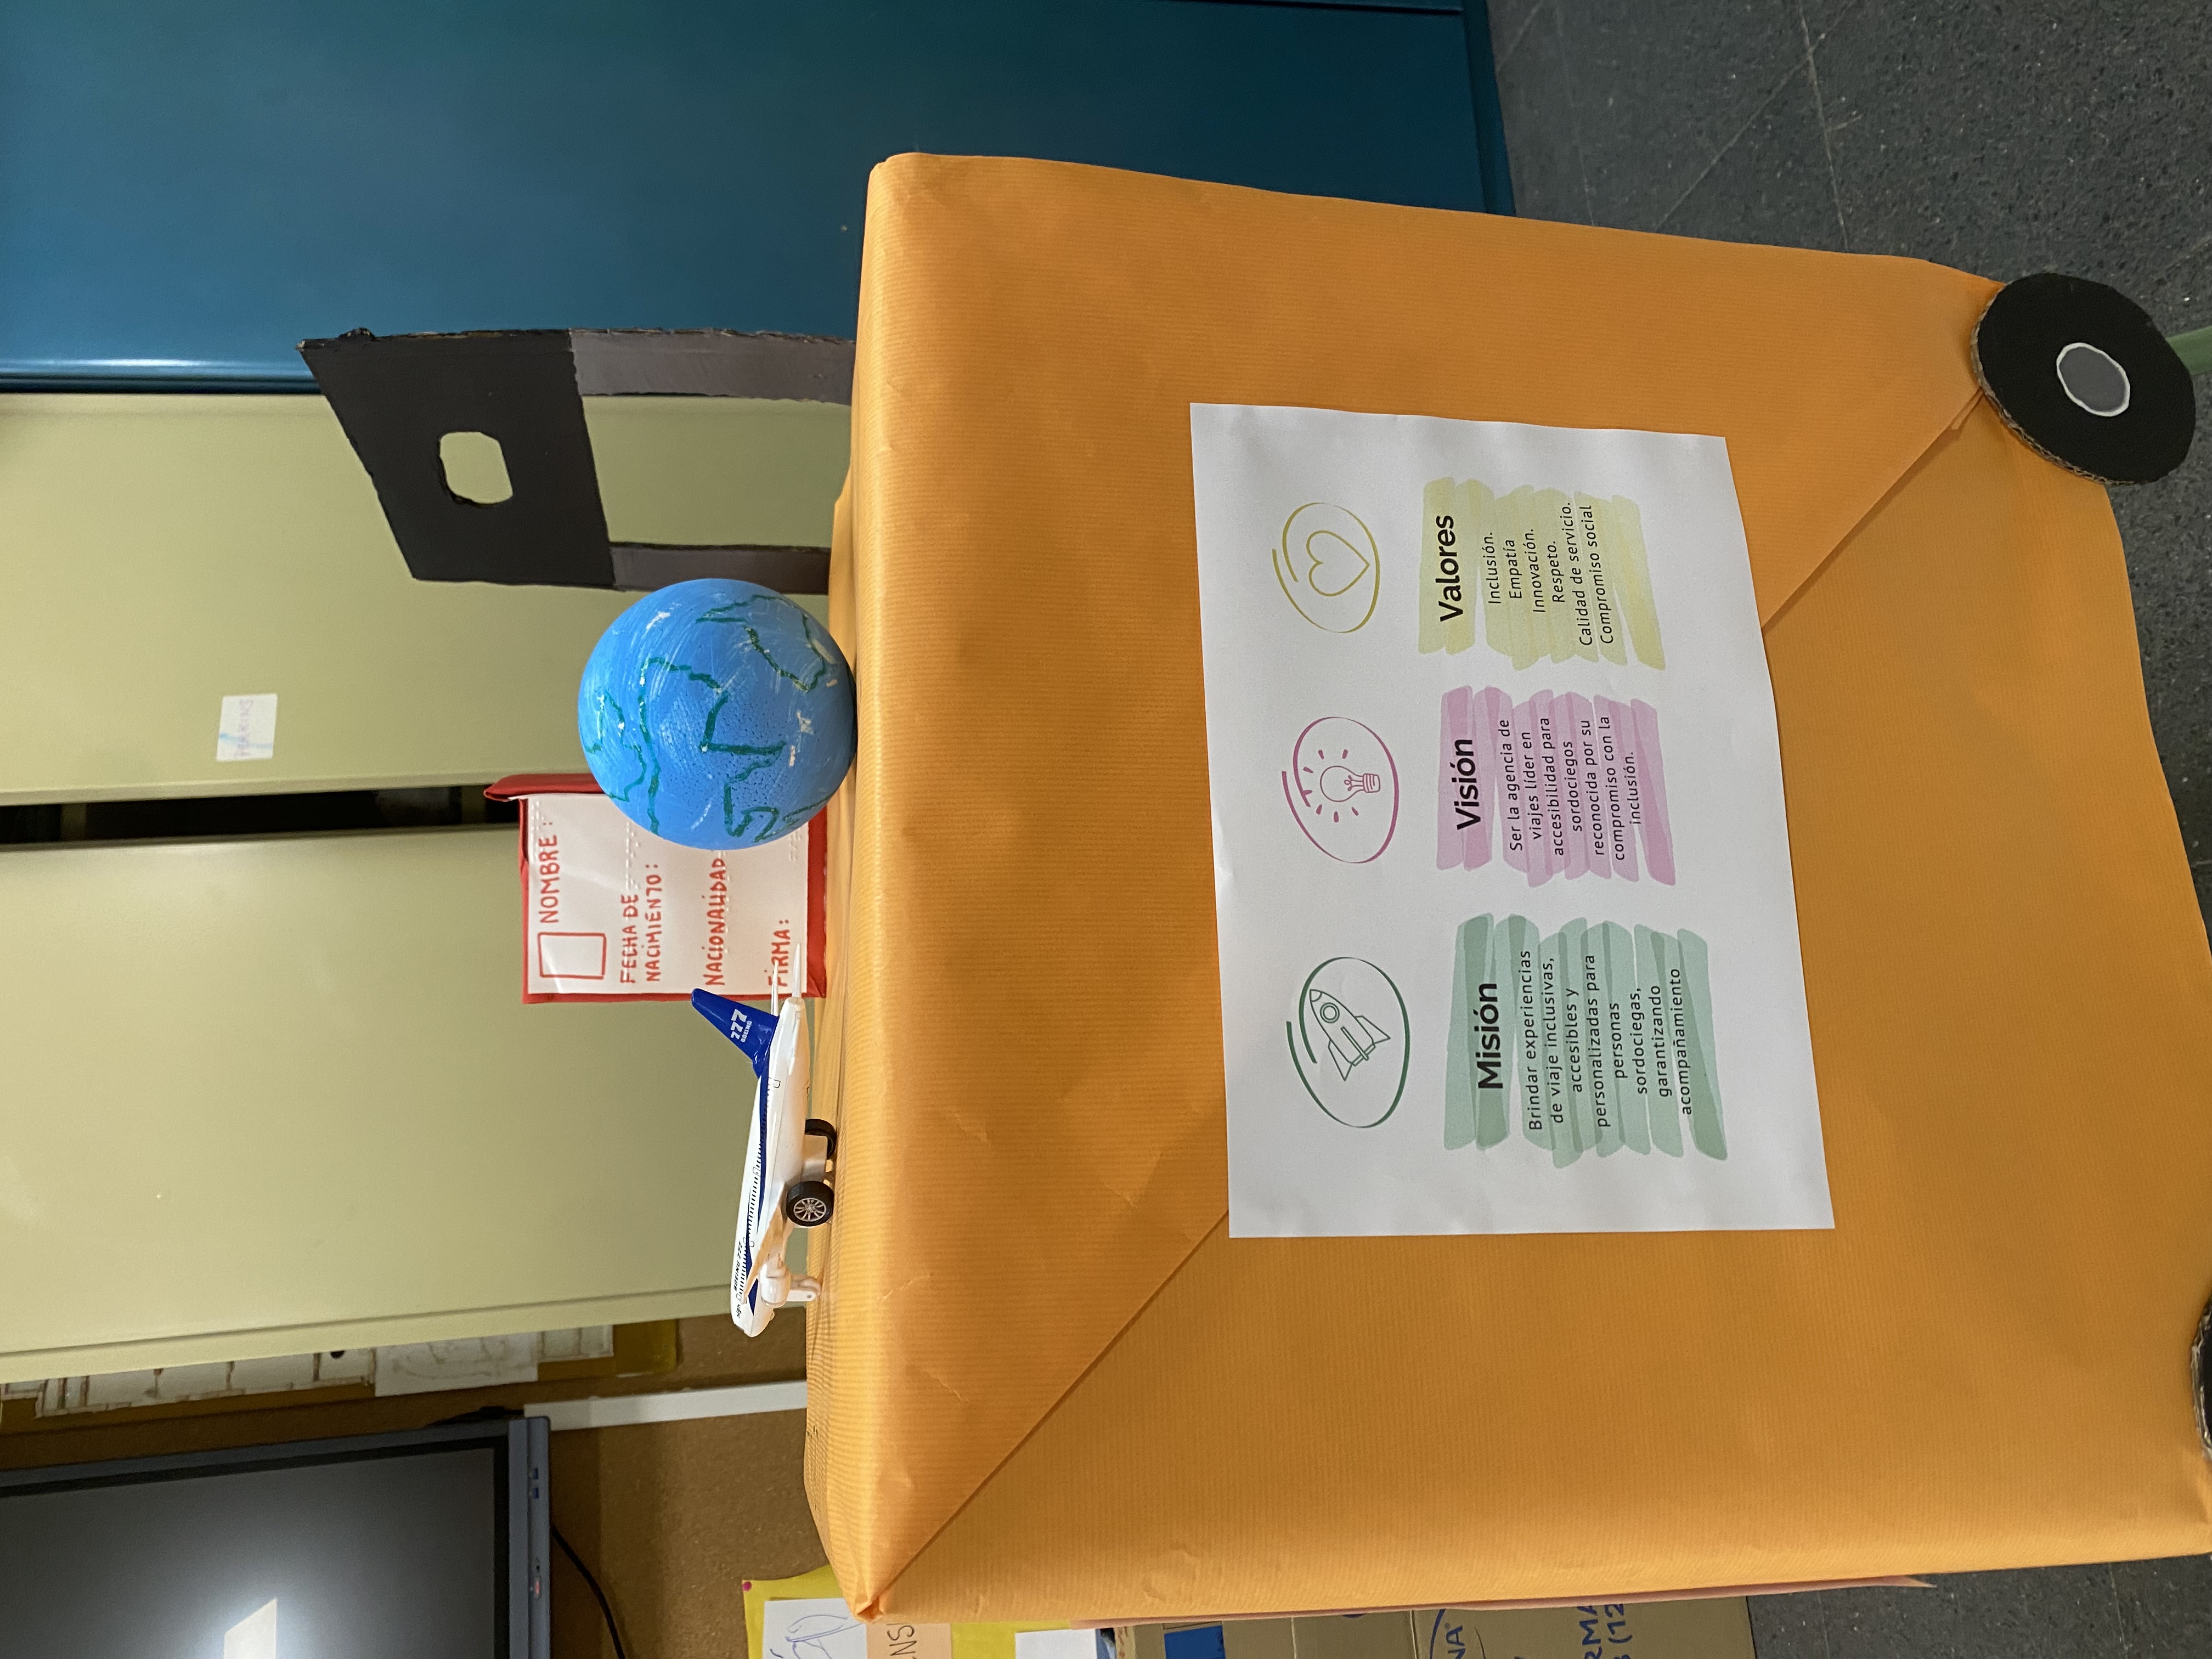 PERKINS
NOMBRE:
FECHA DE
NACIMIENTO:
NACIONALIDAD
FIRMA:
BOEING 777
777
BOEING
Misión
Brindar experiencias
de viaje inclusivas,
accesibles y
personalizadas para
personas
sordociegas,
garantizando
acompañamiento
Visión
Ser la agencia de
viajes líder en
accesibilidad para
sordociegos
reconocida por su
compromiso con la
inclusión.
Valores
Inclusión.
Empatía
Innovación.
Respeto.
Calidad de servicio.
Compromiso social